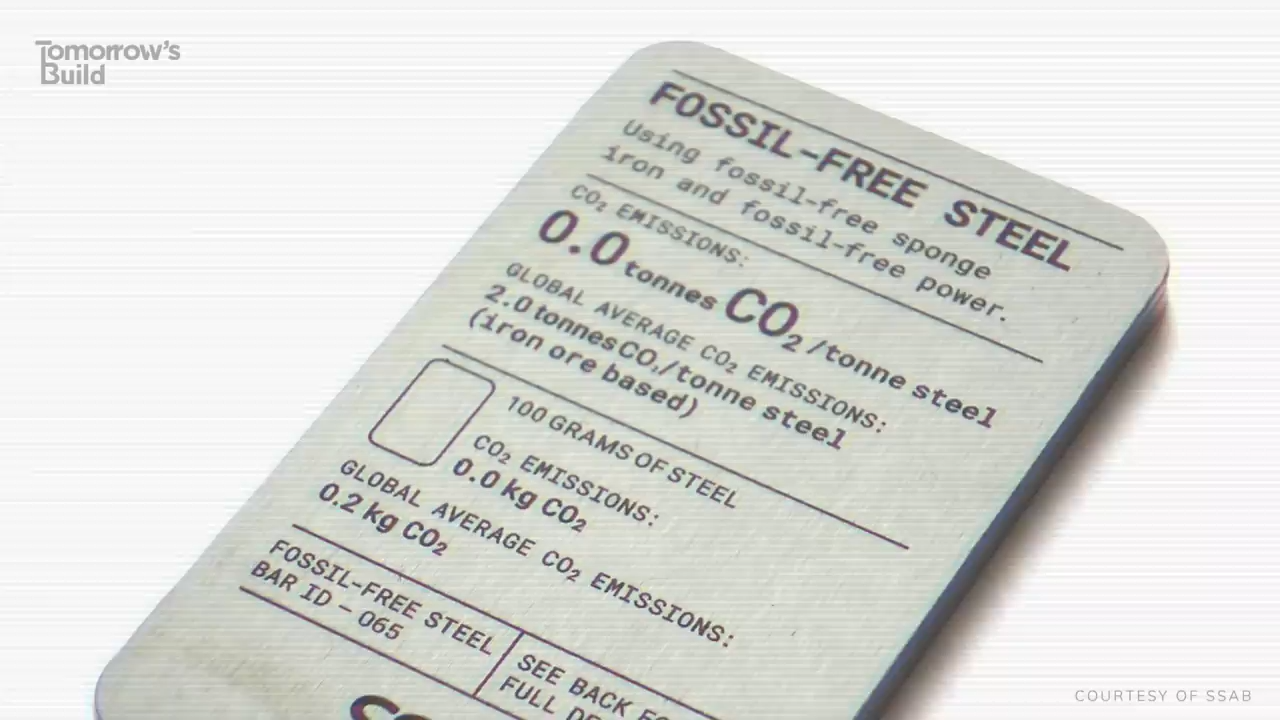 Tomorrow's
Build
FOSSIL-FREE STEEL
Using fossil-free sponge
iron and fossil-free power.
CO₂ EMISSIONS:
0.0 tonnes CO₂/tonne steel
GLOBAL AVERAGE CO₂ EMISSIONS:
2.0 tonnes CO₂/tonne steel
(iron ore based)
100 GRAMS OF STEEL
CO₂ EMISSIONS:
0.0 kg CO₂
GLOBAL AVERAGE CO₂ EMISSIONS:
0.2 kg CO₂
FOSSIL-FREE STEEL
BAR ID – 065
SEE BACK
FULL
COURTESY OF SSAB